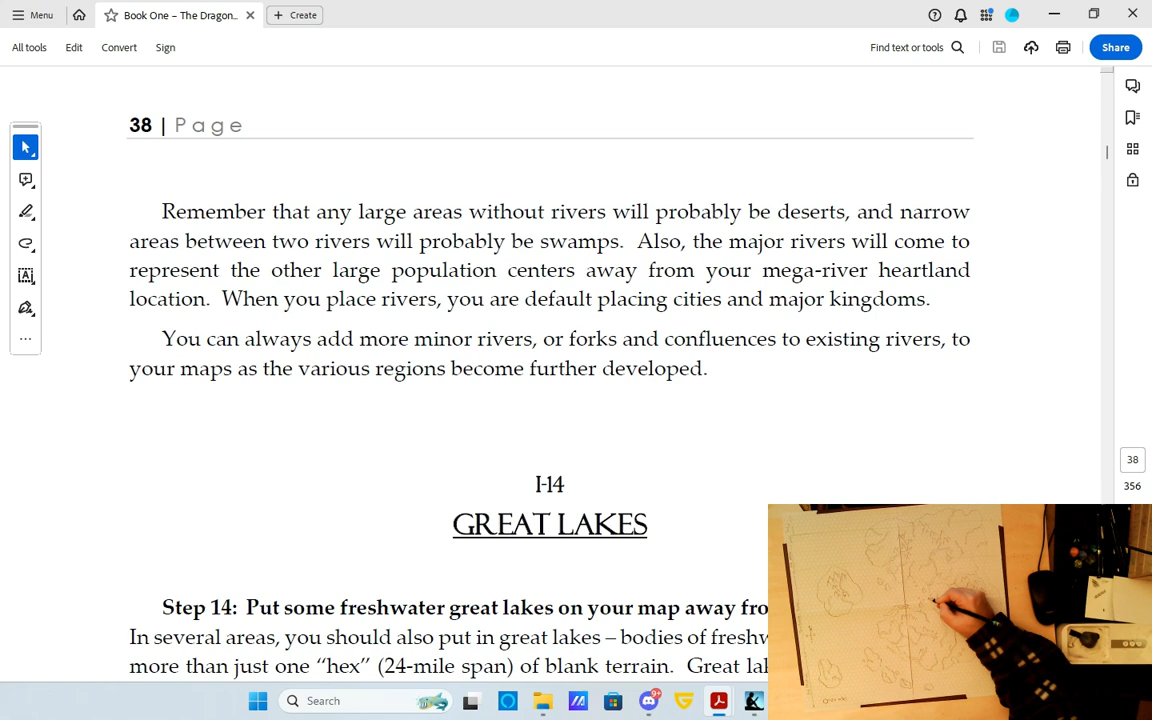 Menu
Book One – The Dragon...
Create
All tools
Edit
Convert
Sign
Find text or tools
Share
38 | Page
Remember that any large areas without rivers will probably be deserts, and narrow
areas between two rivers will probably be swamps. Also, the major rivers will come to
represent the other large population centers away from your mega-river heartland
location. When you place rivers, you are default placing cities and major kingdoms.
You can always add more minor rivers, or forks and confluences to existing rivers, to
your maps as the various regions become further developed.
38
356
I-14
GREAT LAKES
Step 14: Put some freshwater great lakes on your map away
In several areas, you should also put in great lakes – bodies of
more than just one "hex" (24-mile span) of blank terrain. Great
Search
9+